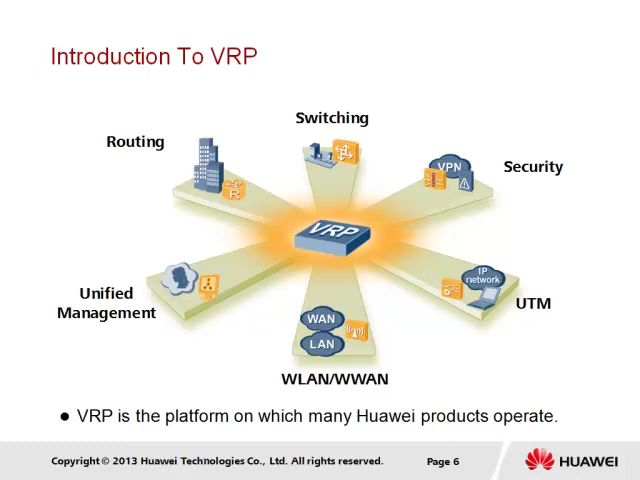 Introduction To VRP
Switching
Routing
VPN
Security
R
VRP
IP
network
Unified
Management
UTM
WAN
LAN
WLAN/WWAN
● VRP is the platform on which many Huawei products operate.
Copyright © 2013 Huawei Technologies Co., Ltd. All rights reserved.
Page 6
HUAWEI